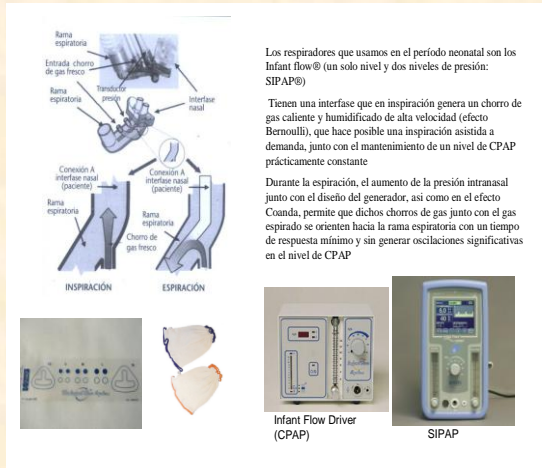 Rama
espiratoria
Entrada chorro
de gas fresco
Rama
espiratoria
Transductor
presión
Interfase
nasal
Conexión A
interfase nasal
(paciente)
Conexión A
interfase nasal
(paciente)
Rama
espiratoria
Rama
espiratoria
Chorro de
gas fresco
INSPIRACIÓN
ESPIRACIÓN
Los respiradores que usamos en el período neonatal son los
Infant flow® (un solo nivel y dos niveles de presión:
SIPAP®)
Tienen una interfase que en inspiración genera un chorro de
gas caliente y humidificado de alta velocidad (efecto
Bernoulli), que hace posible una inspiración asistida a
demanda, junto con el mantenimiento de un nivel de CPAP
prácticamente constante
Durante la espiración, el aumento de la presión intranasal
junto con el diseño del generador, asi como en el efecto
Coanda, permite que dichos chorros de gas junto con el gas
espirado se orienten hacia la rama espiratoria con un tiempo
de respuesta mínimo y sin generar oscilaciones significativas
en el nivel de CPAP
Infant Flow Driver
(CPAP)
SIPAP